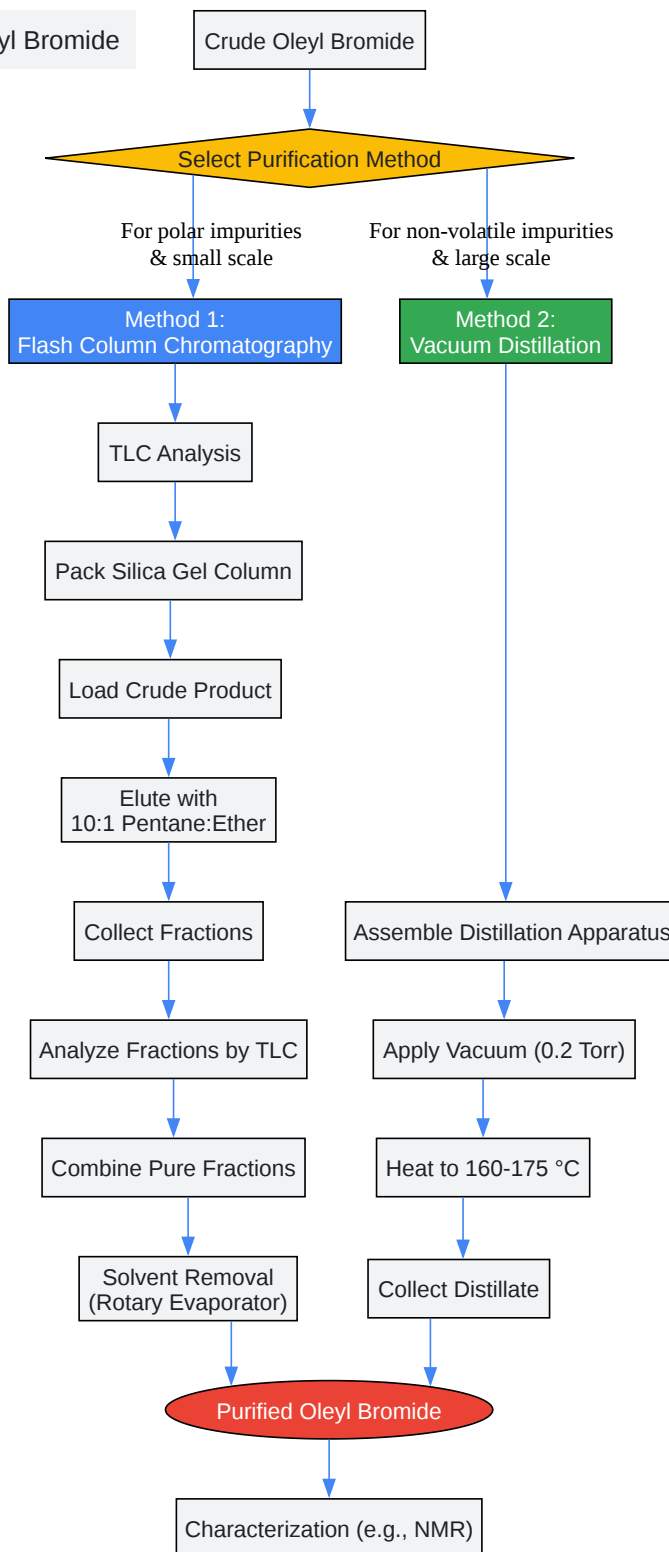 yl Bromide
Crude Oleyl Bromide
Select Purification Method
For polar impurities
& small scale
For non-volatile impurities
& large scale
Method 1:
Flash Column Chromatography
Method 2:
Vacuum Distillation
TLC Analysis
Pack Silica Gel Column
Load Crude Product
Elute with
10:1 Pentane:Ether
Collect Fractions
Assemble Distillation Apparatus
Analyze Fractions by TLC
Apply Vacuum (0.2 Torr)
Combine Pure Fractions
Heat to 160-175 °C
Solvent Removal
(Rotary Evaporator)
Collect Distillate
Purified Oleyl Bromide
Characterization (e.g., NMR)